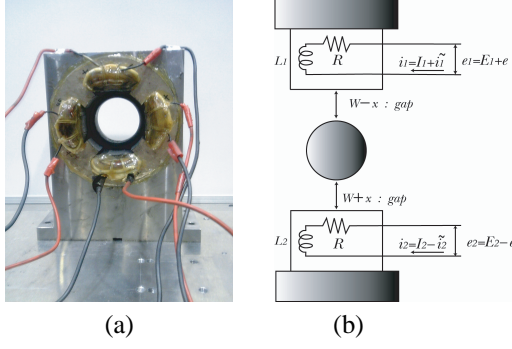 L1
R
i1=I1+ĩ1
e1=E1+e
W−x : gap
W+x : gap
L2
R
i2=I2−ĩ2
e2=E2−e
(a)
(b)